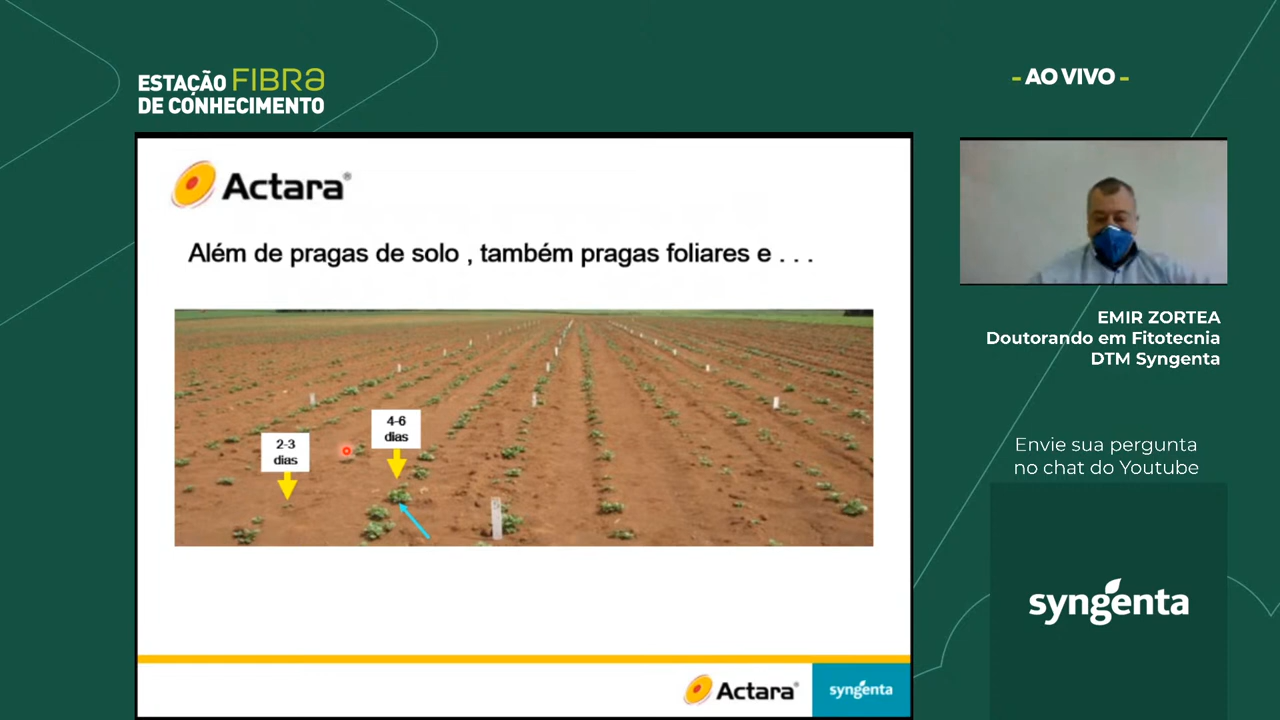 ESTAÇÃO FIBRA
DE CONHECIMENTO
- AO VIVO -
Actara®
Além de pragas de solo , também pragas foliares e . . .
2-3
dias
4-6
dias
Actara®
syngenta
EMIR ZORTEA
Doutorando em Fitotecnia
DTM Syngenta
Envie sua pergunta
no chat do Youtube
syngenta